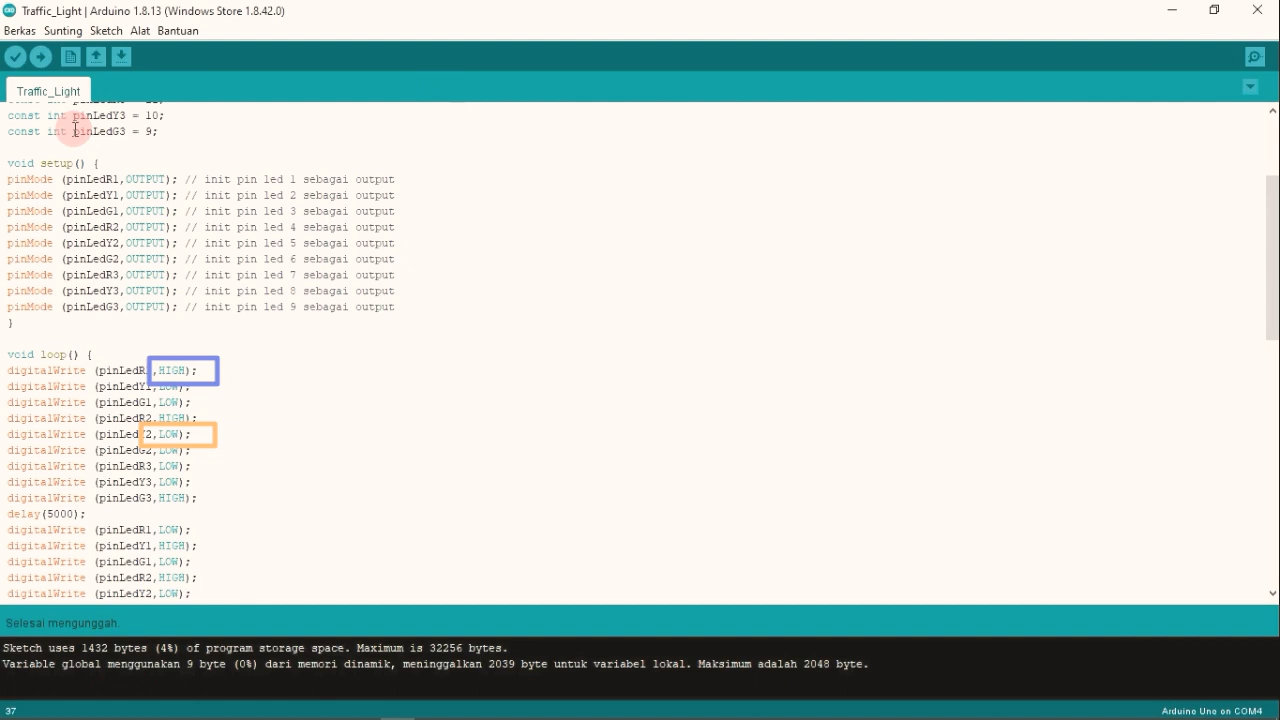 Traffic_Light | Arduino 1.8.13 (Windows Store 1.8.42.0)
Berkas Sunting Sketch Alat Bantuan
Traffic_Light
const int pinLedY3 = 10;
const int pinLedG3 = 9;
void setup() {
pinMode (pinLedR1,OUTPUT); // init pin led 1 sebagai output
pinMode (pinLedY1,OUTPUT); // init pin led 2 sebagai output
pinMode (pinLedG1,OUTPUT); // init pin led 3 sebagai output
pinMode (pinLedR2,OUTPUT); // init pin led 4 sebagai output
pinMode (pinLedY2,OUTPUT); // init pin led 5 sebagai output
pinMode (pinLedG2,OUTPUT); // init pin led 6 sebagai output
pinMode (pinLedR3,OUTPUT); // init pin led 7 sebagai output
pinMode (pinLedY3,OUTPUT); // init pin led 8 sebagai output
pinMode (pinLedG3,OUTPUT); // init pin led 9 sebagai output
}
void loop() {
digitalWrite (pinLedR1,HIGH);
digitalWrite (pinLedY1,LOW);
digitalWrite (pinLedG1,LOW);
digitalWrite (pinLedR2,HIGH);
digitalWrite (pinLedY2,LOW);
digitalWrite (pinLedG2,LOW);
digitalWrite (pinLedR3,LOW);
digitalWrite (pinLedY3,LOW);
digitalWrite (pinLedG3,HIGH);
delay(5000);
digitalWrite (pinLedR1,LOW);
digitalWrite (pinLedY1,HIGH);
digitalWrite (pinLedG1,LOW);
digitalWrite (pinLedR2,HIGH);
digitalWrite (pinLedY2,LOW);
Selesai mengunggah.
Sketch uses 1432 bytes (4%) of program storage space. Maximum is 32256 bytes.
Variable global menggunakan 9 byte (0%) dari memori dinamik, meninggalkan 2039 byte untuk variabel lokal. Maksimum adalah 2048 byte.
37
Arduino Uno on COM4